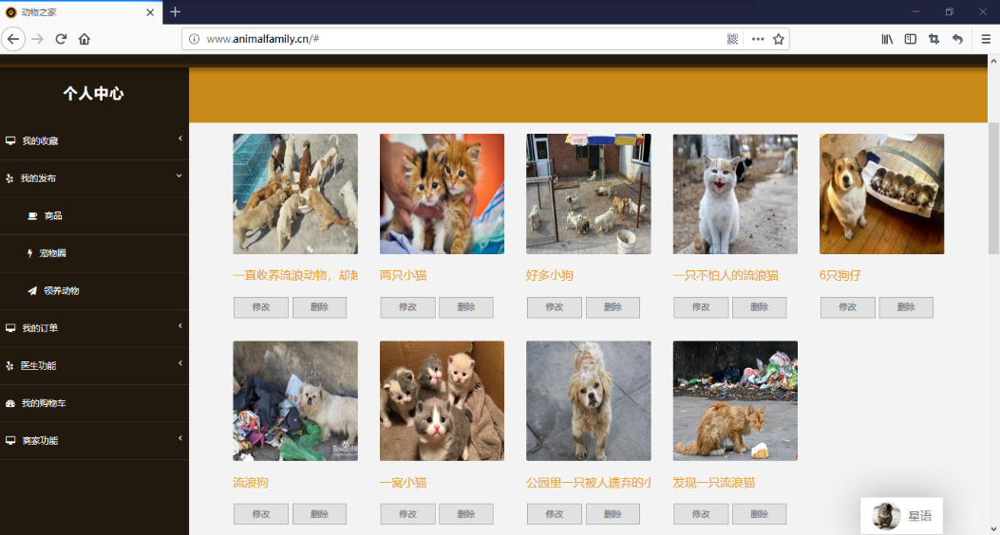 动物之家
www.animalfamily.cn/#
个人中心
我的收藏
我的发布
商品
宠物圈
领养动物
我的订单
医生功能
我的购物车
商家功能
一直收养流浪动物，却
两只小猫
好多小狗
一只不怕人的流浪猫
6只狗仔
修改 删除 修改 删除 修改 删除 修改 删除 修改 删除
流浪狗
一窝小猫
公园里一只被人遗弃的小
发现一只流浪猫
修改 删除 修改 删除 修改 删除 修改 删除
星语